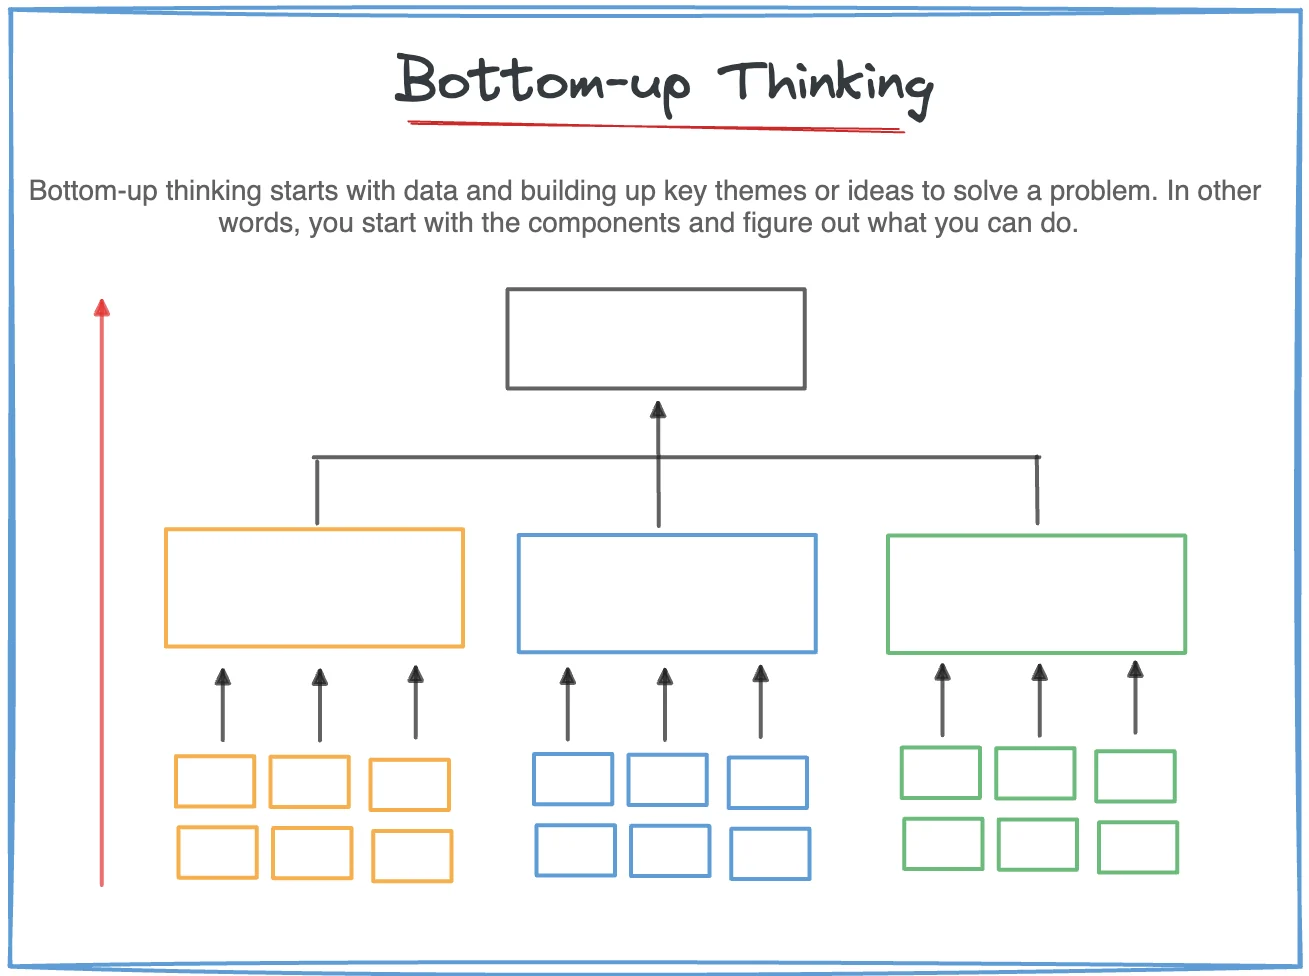 Bottom-up Thinking
Bottom-up thinking starts with data and building up key themes or ideas to solve a problem. In other
words, you start with the components and figure out what you can do.